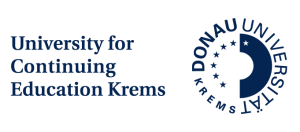 University for
Continuing
Education Krems
DONAU UNIVERSITÄT
KREMS